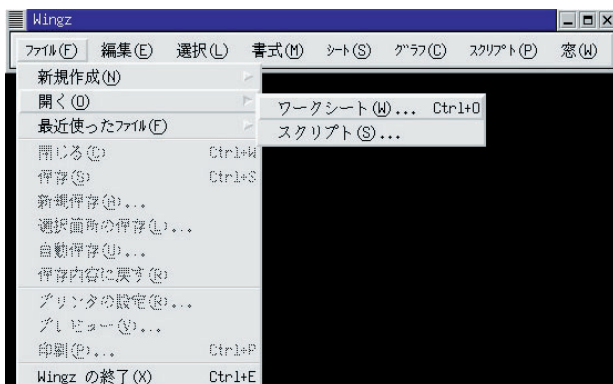 Wingz
ファイル(F) 編集(E) 選択(L) 書式(M) シート(S) グラフ(C) スクリプト(P) 窓(W)
新規作成(N)
開く(O)
ワークシート(W)... Ctrl+O
最近使ったファイル(F)
スクリプト(S)...
閉じる(C) Ctrl+W
保存(S) Ctrl+S
新規保存(A)...
選択箇所の保存(L)...
自動保存(U)...
保存内容に戻す(R)
プリンタの設定(R)...
プレビュー(V)...
印刷(P)... Ctrl+P
Wingz の終了(X) Ctrl+E